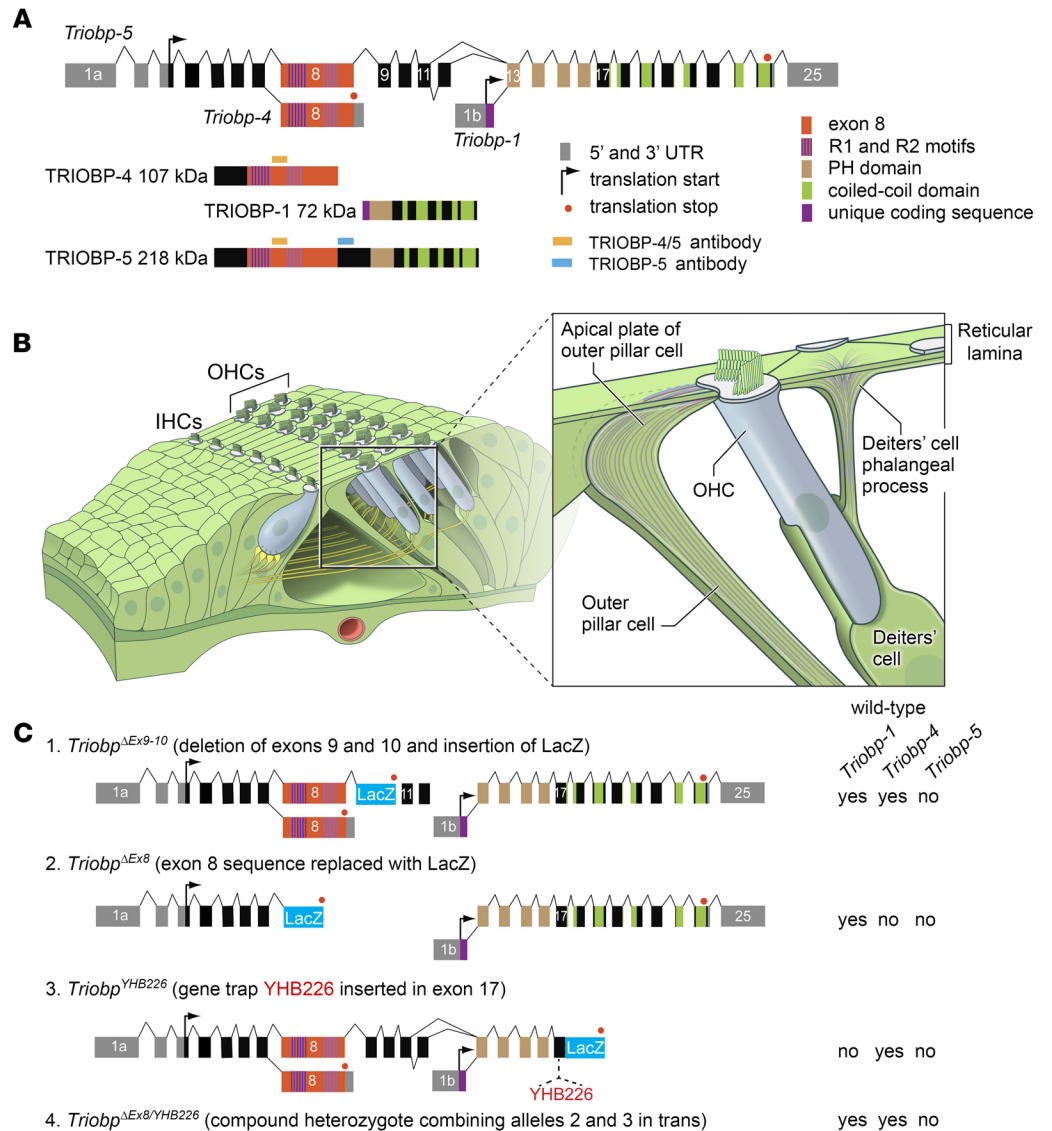 A
Triobp-5
1a
8
9
11
13
17
25
Triobp-4
8
1b
Triobp-1
TRIOBP-4 107 kDa
TRIOBP-1 72 kDa
TRIOBP-5 218 kDa
5’ and 3’ UTR
translation start
translation stop
TRIOBP-4/5 antibody
TRIOBP-5 antibody
exon 8
R1 and R2 motifs
PH domain
coiled-coil domain
unique coding sequence
B
OHCs
IHCs
Apical plate of
outer pillar cell
Reticular
lamina
OHC
Deiters’ cell
phalangeal
process
Outer
pillar cell
Deiters’
cell
wild-type
Triobp-1
Triobp-4
Triobp-5
C
1. TriobpΔEx9-10 (deletion of exons 9 and 10 and insertion of LacZ)
1a
8
LacZ
11
17
25
8
1b
yes yes no
2. TriobpΔEx8 (exon 8 sequence replaced with LacZ)
1a
LacZ
17
25
1b
yes no no
3. TriobpYHB226 (gene trap YHB226 inserted in exon 17)
1a
8
LacZ
8
1b
YHB226
no yes no
4. TriobpΔEx8/YHB226 (compound heterozygote combining alleles 2 and 3 in trans)
yes yes no